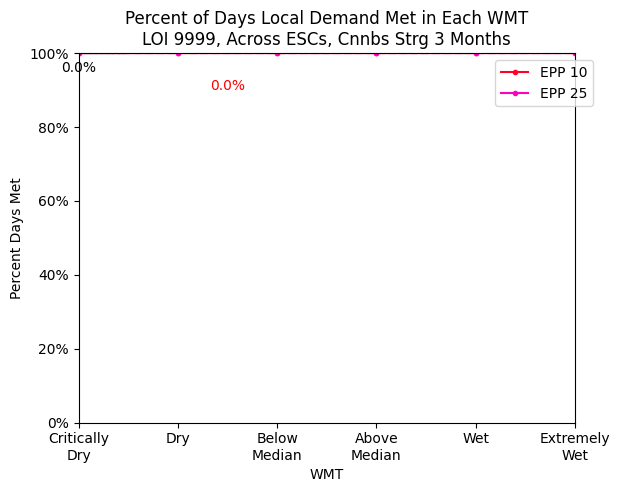 Percent of Days Local Demand Met in Each WMT
LOI 9999, Across ESCs, Cnnbs Strg 3 Months
100%
0.0%
0.0%
EPP 10
EPP 25
80%
60%
40%
20%
0%
Percent Days Met
Critically
Dry
Dry
Below
Median
Above
Median
Wet
Extremely
Wet
WMT